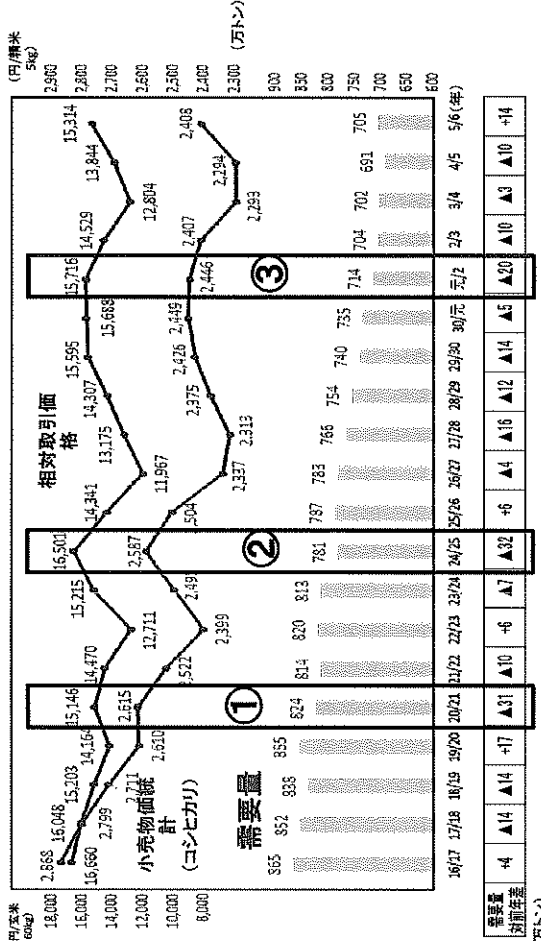 円/玄米
60kg)
(円/精米
5kg)
18,000
16,000
14,000
12,000
10,000
8,000
2,900
2,800
2,700
2,600
2,500
2,400
2,300
(万トン)
900
850
800
750
700
650
600
相対取引価
格
16,660 16,048 15,203 14,164 15,146 14,470 12,711 15,215 16,501 14,341 11,967 13,175 14,307 15,595 15,688 15,716 14,529 12,804 13,844 15,314
小売物価統
計
(コシヒカリ)
2,868 2,799 2,711 2,610 2,615 2,522 2,399 2,49 2,587 2,504 2,337 2,313 2,375 2,426 2,449 2,446 2,407 2,293 2,294 2,408
① ② ③
需要量
865 852 838 855 824 814 820 813 781 787 783 766 754 740 735 714 704 702 691 705
16/17 17/18 18/19 19/20 20/21 21/22 22/23 23/24 24/25 25/26 26/27 27/28 28/29 29/30 30/元 元/2 2/3 3/4 4/5 5/6(年)
需要量
対前年差
+4 ▲14 ▲14 +17 ▲31 ▲10 +6 ▲7 ▲32 +6 ▲4 ▲16 ▲12 ▲14 ▲5 ▲20 ▲10 ▲3 ▲10 +14
万トン)